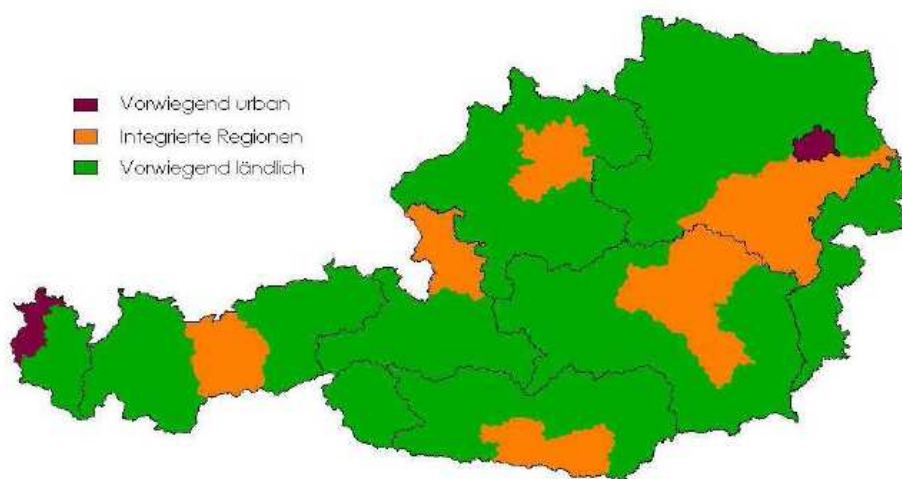 Vorwiegend urban
Integrierte Regionen
Vorwiegend ländlich